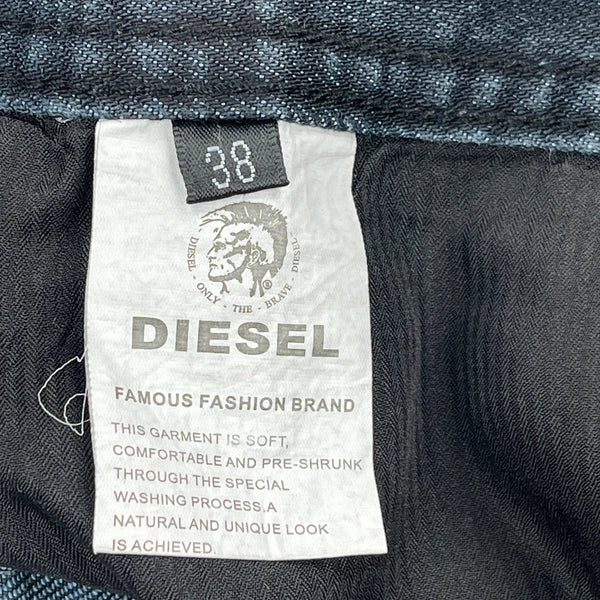 38
DIESEL ONLY - THE - BRAVE - DIESEL
®
DIESEL
FAMOUS FASHION BRAND
THIS GARMENT IS SOFT,
COMFORTABLE AND PRE-SHRUNK
THROUGH THE SPECIAL
WASHING PROCESS.A
NATURAL AND UNIQUE LOOK
IS ACHIEVED.